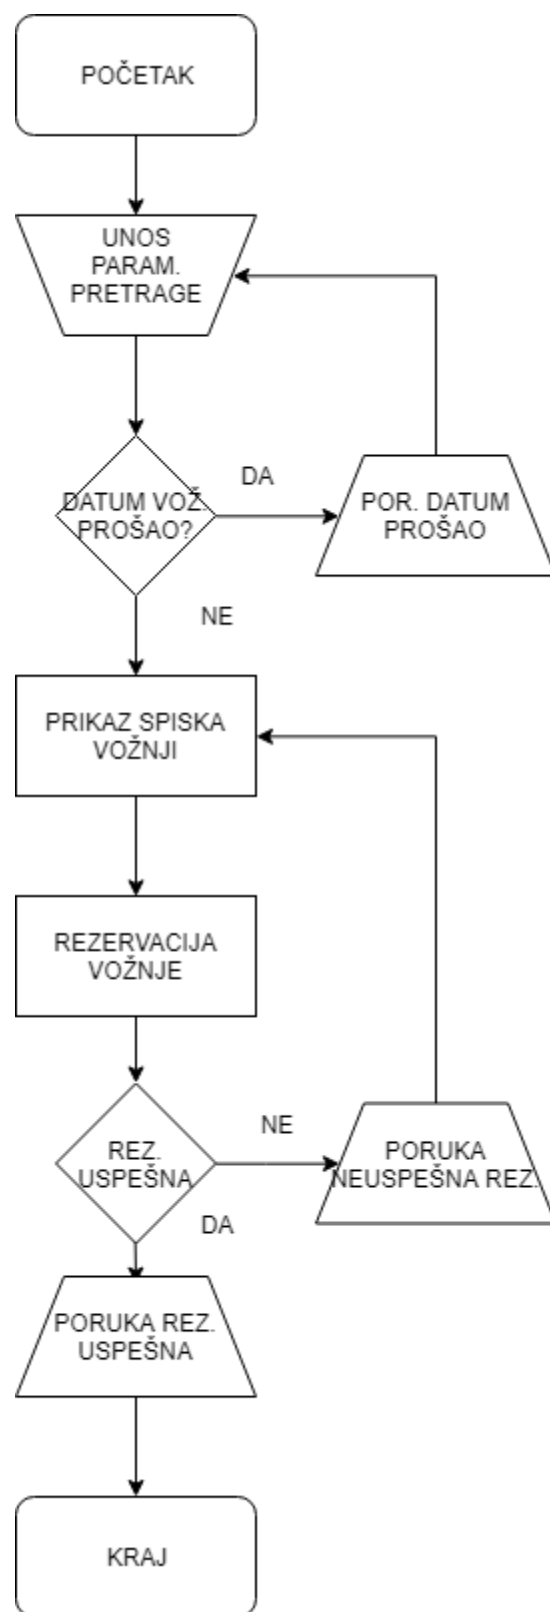 POČETAK
UNOS
PARAM.
PRETRAGE
DATUM VOŽ.
PROŠAO?
DA
POR. DATUM
PROŠAO
NE
PRIKAZ SPISKA
VOŽNJI
REZERVACIJA
VOŽNJE
REZ.
USPEŠNA
NE
PORUKA
NEUSPEŠNA REZ.
DA
PORUKA REZ.
USPEŠNA
KRAJ